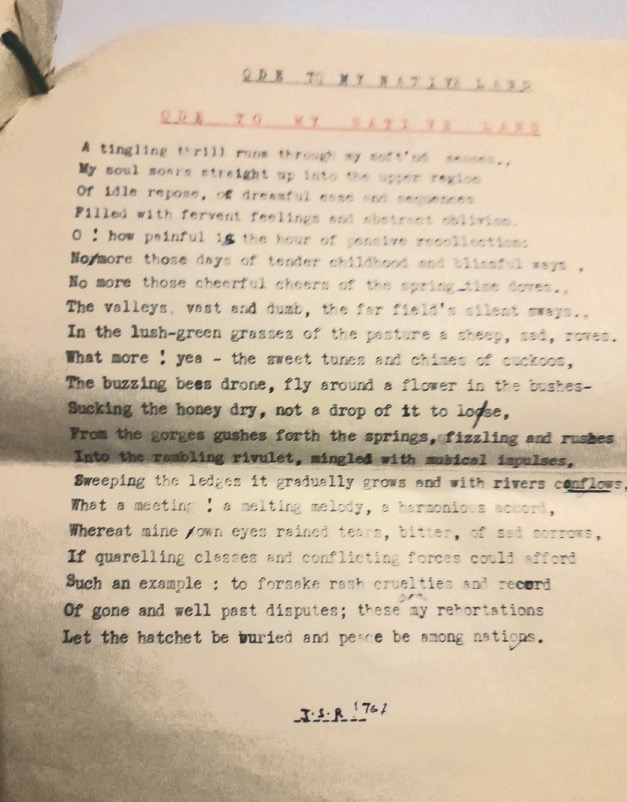 ODE TO MY NATIVE LAND
ODE TO MY NATIVE LAND
A tingling thrill runs through my soft'nd senses..
My soul soars straight up into the upper region
Of idle repose, of dreamful ease and sequences
Filled with fervent feelings and abstract oblivion.
O ! how painful is the hour of pensive recollection:
No more those days of tender childhood and blissful ways ,
No more those cheerful cheers of the spring-time doves..
The valleys, vast and dumb, the far field's silent sways..
In the lush-green grasses of the pasture a sheep, sad, roves.
What more ! yea - the sweet tunes and chimes of cuckoos,
The buzzing bees drone, fly around a flower in the bushes-
Sucking the honey dry, not a drop of it to lose,
From the gorges gushes forth the springs, fizzling and rushes
Into the rambling rivulet, mingled with musical impulses,
Sweeping the ledges it gradually grows and with rivers conflows,
What a meeting ! a melting melody, a harmonious accord,
Whereat mine own eyes rained tears, bitter, of sad sorrows,
If quarelling classes and conflicting forces could afford
Such an example : to forsake rash cruelties and record
Of gone and well past disputes; these are my rehortations
Let the hatchet be buried and peace be among nations.
J.S.R '76/